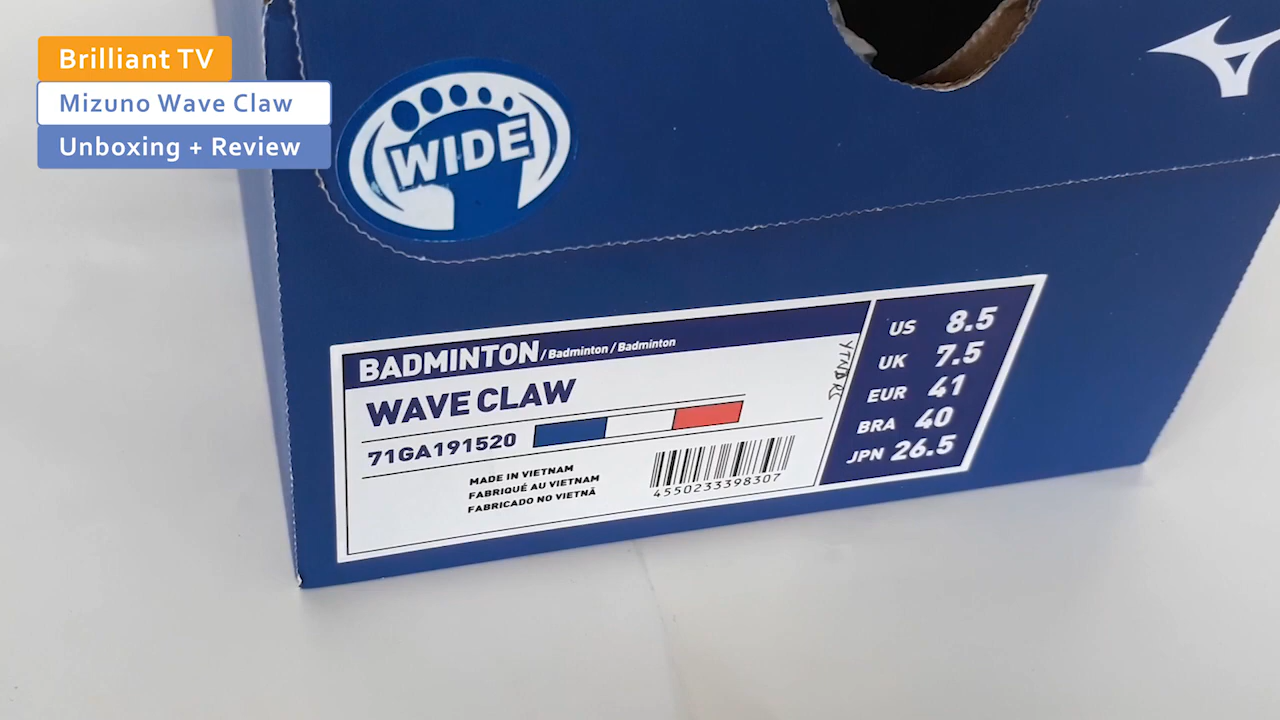 Brilliant TV
Mizuno Wave Claw
Unboxing + Review
WIDE
BADMINTON / Badminton / Badminton
WAVE CLAW
71GA191520
MADE IN VIETNAM
FABRIQUÉ AU VIETNAM
FABRICADO NO VIETNÃ
4550233398307
US 8.5
UK 7.5
EUR 41
BRA 40
JPN 26.5